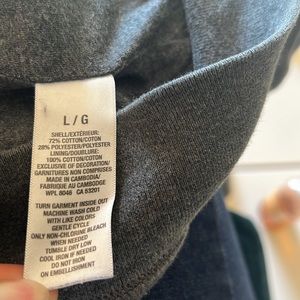 L / G
SHELL/EXTÉRIEUR:
72% COTTON/COTON
28% POLYESTER/POLYESTER
LINING/DOUBLURE:
100% COTTON/COTON
EXCLUSIVE OF DECORATION/
GARNITURES NON COMPRISES
MADE IN CAMBODIA/
FABRIQUÉ AU CAMBODGE
WPL 8046 CA 63201
TURN GARMENT INSIDE OUT
MACHINE WASH COLD
WITH LIKE COLORS
GENTLE CYCLE
ONLY NON-CHLORINE BLEACH
WHEN NEEDED
TUMBLE DRY LOW
COOL IRON IF NEEDED
DO NOT IRON
ON EMBELLISHMENT